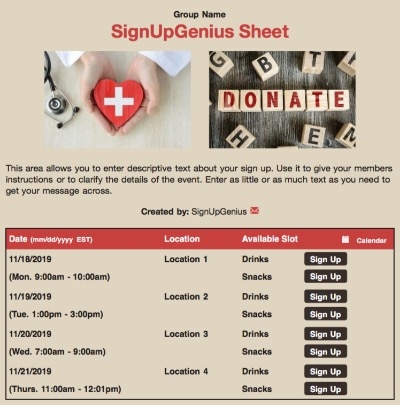 Group Name
SignUpGenius Sheet
G B T
DONATE
H E
This area allows you to enter descriptive text about your sign up. Use it to give your members
instructions or to clarify the details of the event. Enter as little or as much text as you need to
get your message across.
Created by: SignUpGenius
Date (mm/dd/yyyy EST) Location Available Slot Calendar
11/18/2019 Location 1 Drinks Sign Up
(Mon. 9:00am - 10:00am) Snacks Sign Up
11/19/2019 Location 2 Drinks Sign Up
(Tue. 1:00pm - 3:00pm) Snacks Sign Up
11/20/2019 Location 3 Drinks Sign Up
(Wed. 7:00am - 9:00am) Snacks Sign Up
11/21/2019 Location 4 Drinks Sign Up
(Thurs. 11:00am - 12:01pm) Snacks Sign Up